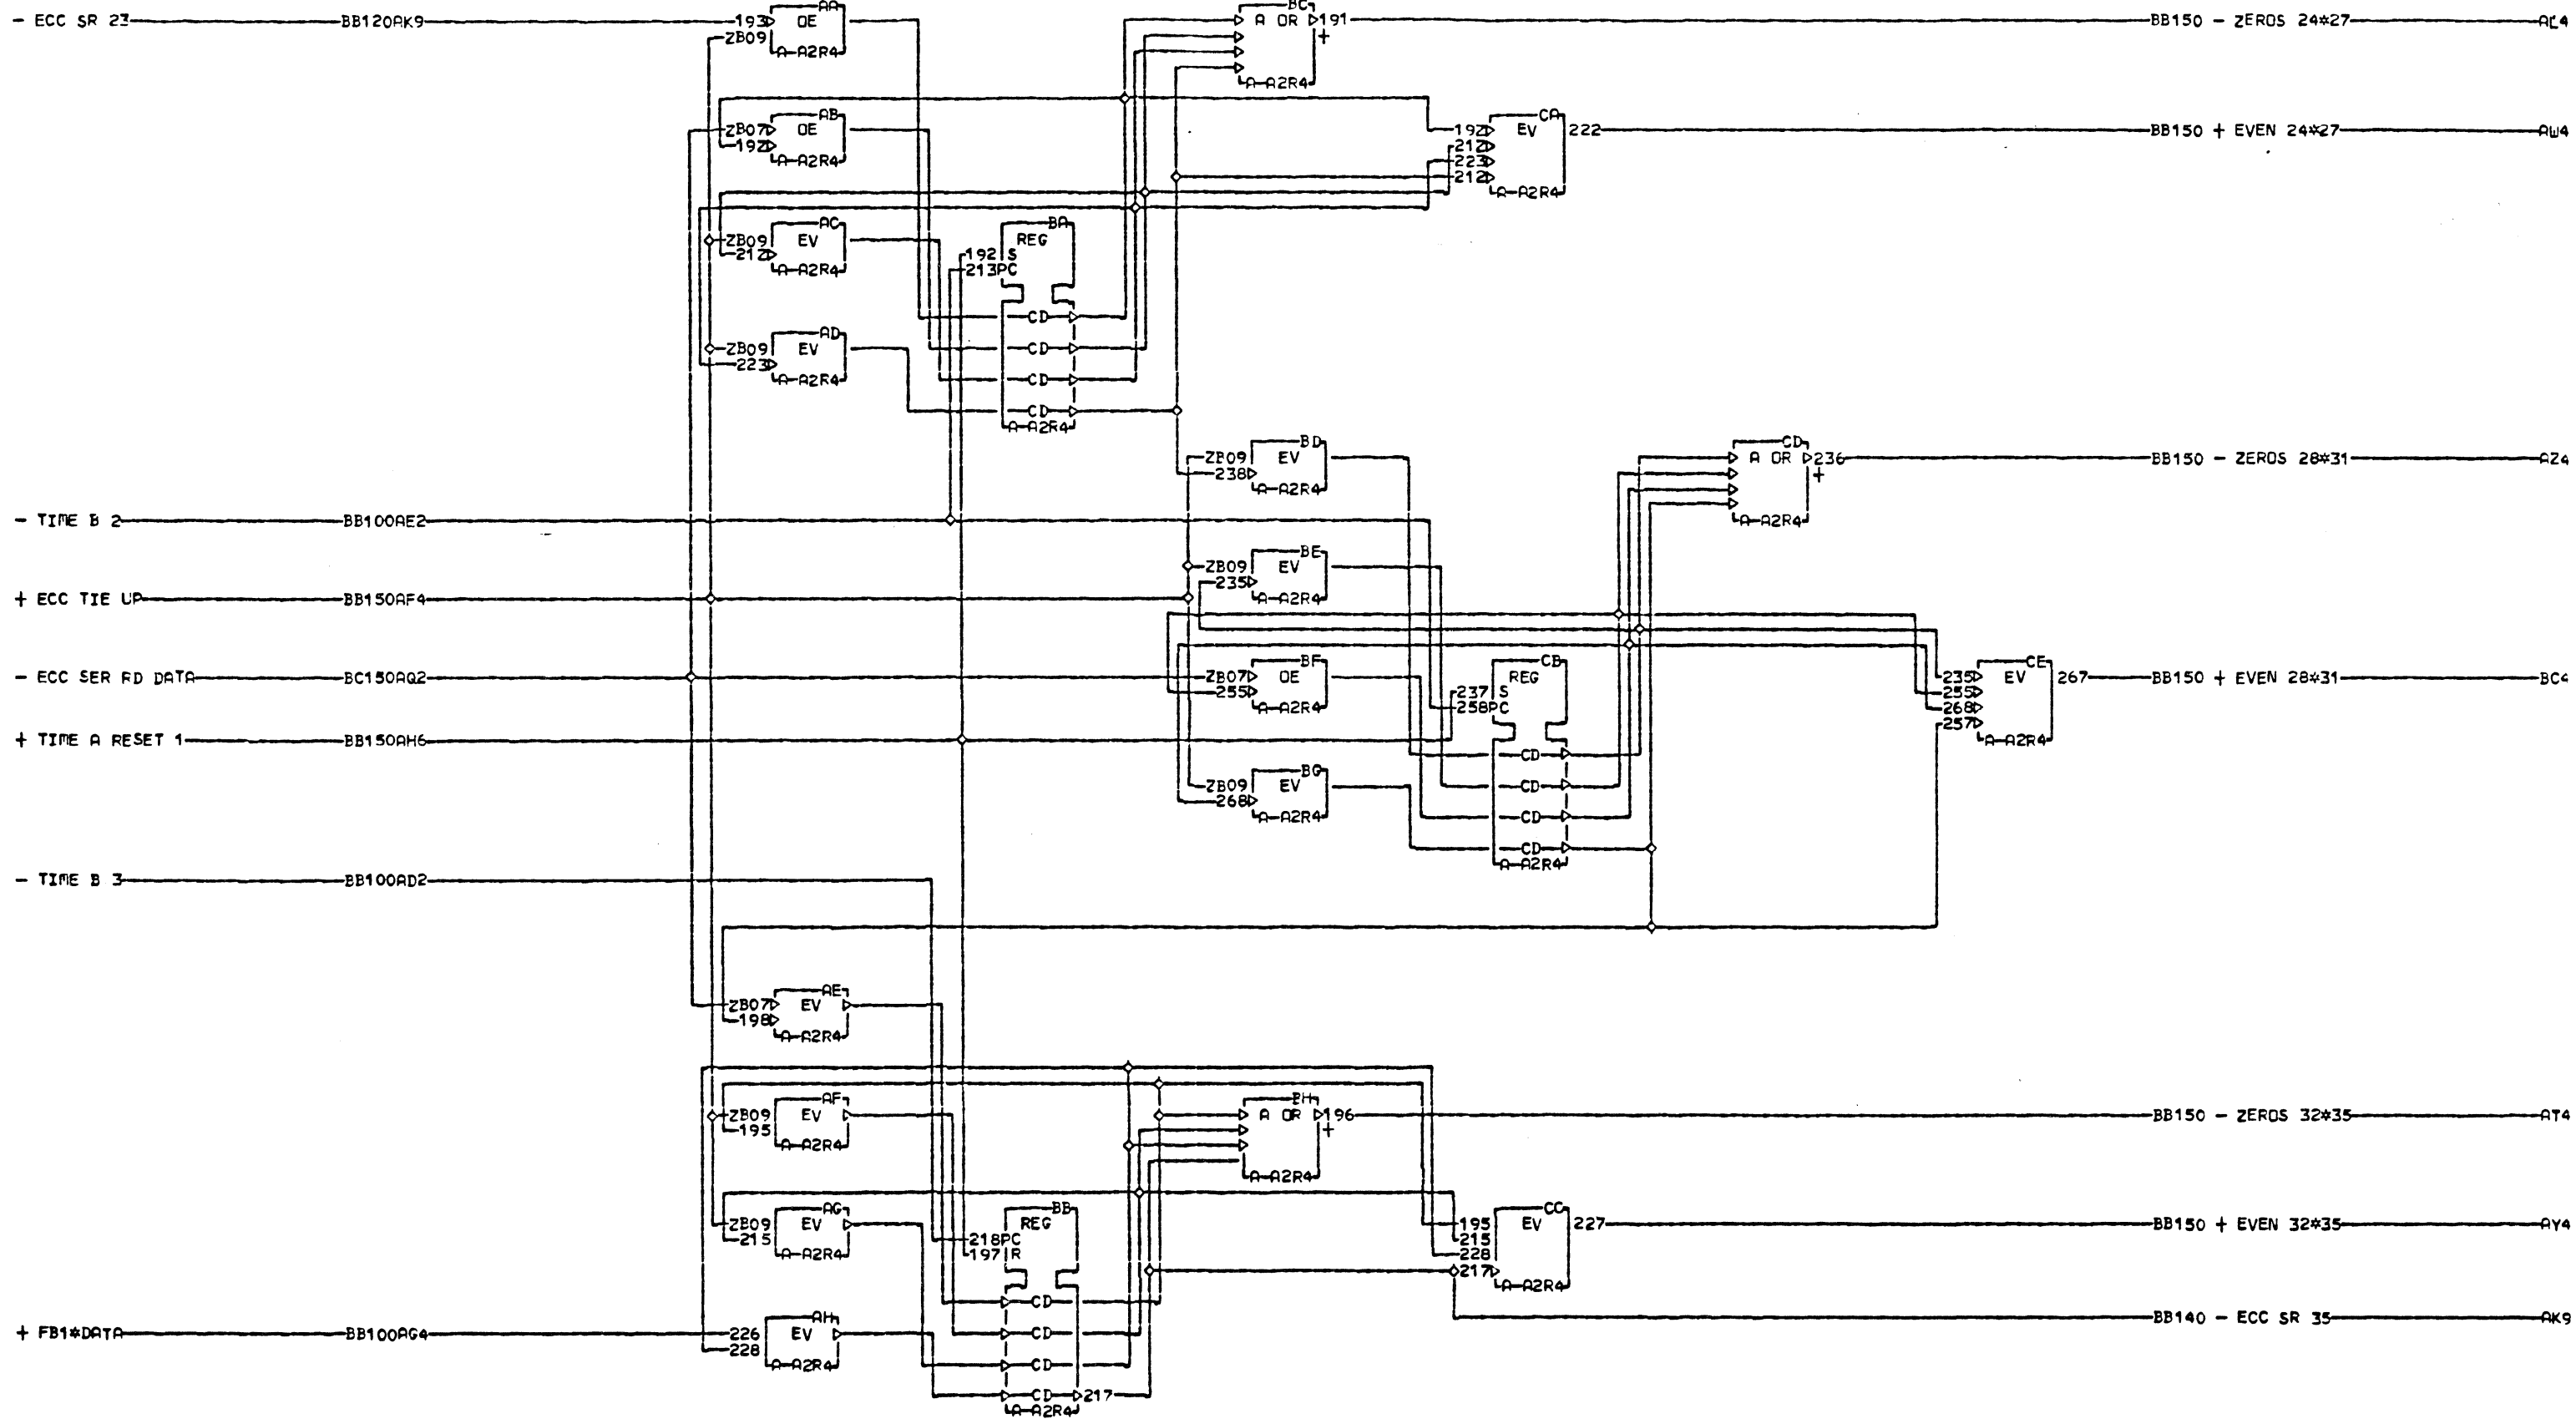 AA BC
- ECC SR 23 BB120AK9 193 OE A OR 191 BB150 - ZEROS 24*27 AL4
ZB09 +
A-A2R4
A-A2R4
AB CA
ZB07 OE 192 EV 222 BB150 + EVEN 24*27 AW4
192 212
A-A2R4 223
212
A-A2R4
AC BA
ZB09 EV REG
212 192 S
A-A2R4 213PC
CD
AD
ZB09 EV CD
223
A-A2R4 CD
CD
A-A2R4
BD CD
ZB09 EV A OR 236 BB150 - ZEROS 28*31 AZ4
238 +
A-A2R4
- TIME B 2 BB100AE2 A-A2R4
BE
ZB09 EV
235
+ ECC TIE UP BB150AF4 A-A2R4
BF CB CE
- ECC SER RD DATA BC150AQ2 ZB07 OE REG 235 EV 267 BB150 + EVEN 28*31 BC4
255 237 S 255
A-A2R4 258PC 268
257
+ TIME A RESET 1 BB150AH6 A-A2R4
CD
BG
ZB09 EV CD
268
A-A2R4 CD
CD
A-A2R4
- TIME B 3 BB100AD2
AE
ZB07 EV
198
A-A2R4
AF BH
ZB09 EV A OR 196 BB150 - ZEROS 32*35 AT4
195 +
A-A2R4
A-A2R4
AG BB CC
ZB09 EV REG 195 EV 227 BB150 + EVEN 32*35 AY4
215 218PC 215
A-A2R4 197 R 228
217
A-A2R4
CD
AH BB140 - ECC SR 35 AK9
+ FB1*DATA BB100AG4 226 EV CD
228
A-A2R4 CD
CD 217
A-A2R4